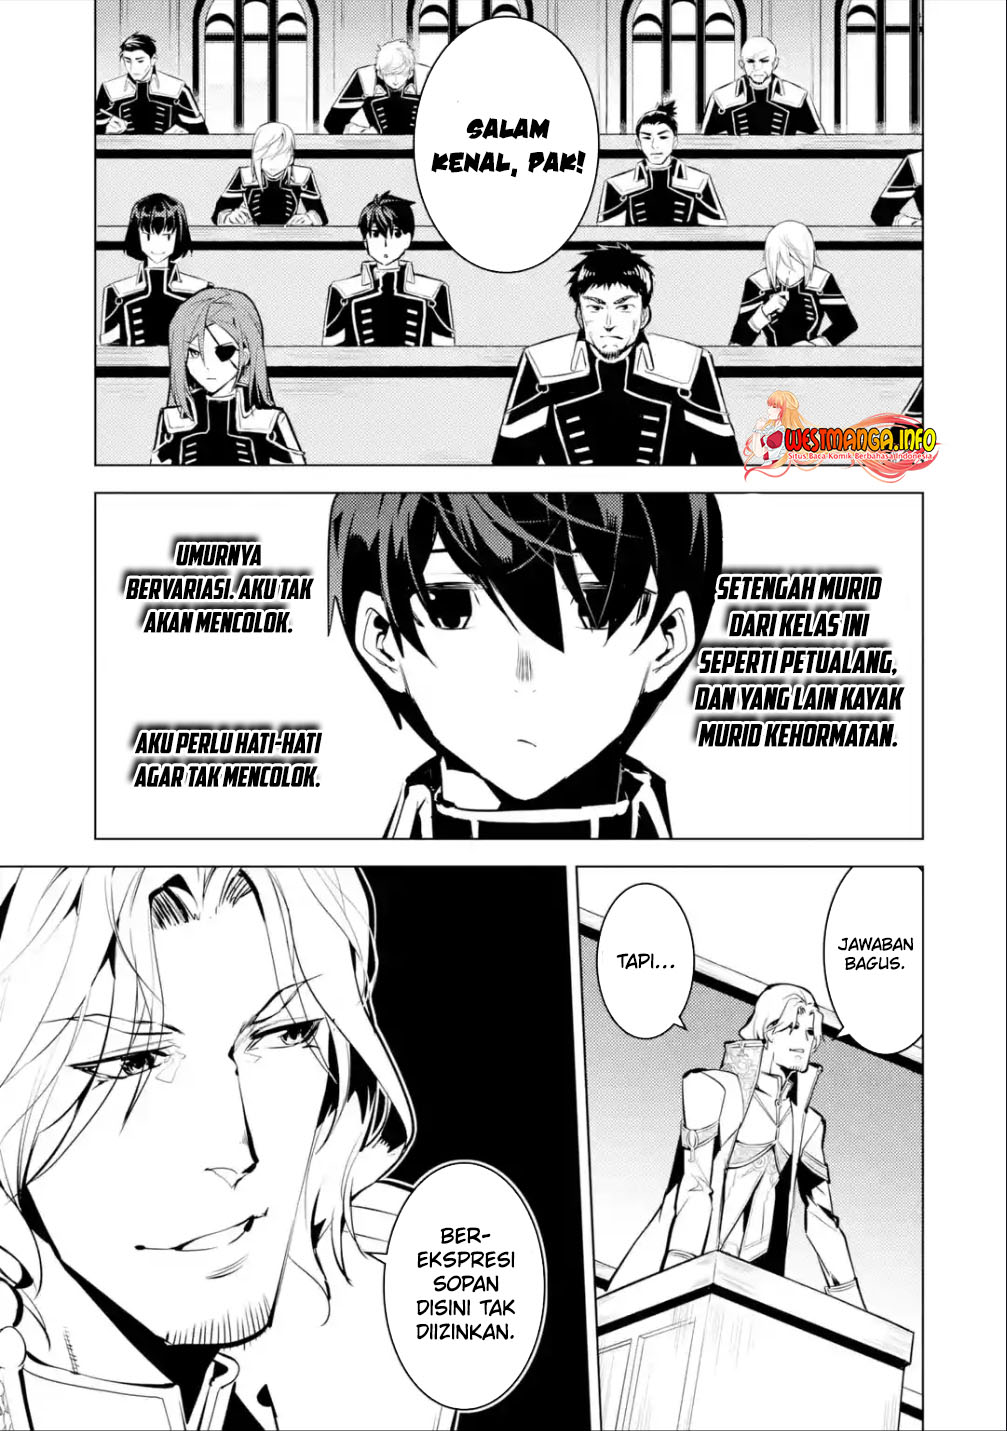 SALAM
KENAL, PAK!
WESTMANGA.INFO
Situs Baca Komik Berbahasa Indonesia
SETENGAH MURID
DARI KELAS INI
SEPERTI PETUALANG,
DAN YANG LAIN KAYAK
MURID KEHORMATAN.
UMURNYA
BERVARIASI. AKU TAK
AKAN MENCOLOK.
AKU PERLU HATI-HATI
AGAR TAK MENCOLOK.
JAWABAN
BAGUS.
TAPI...
BER-
EKSPRESI
SOPAN
DISINI TAK
DIIZINKAN.